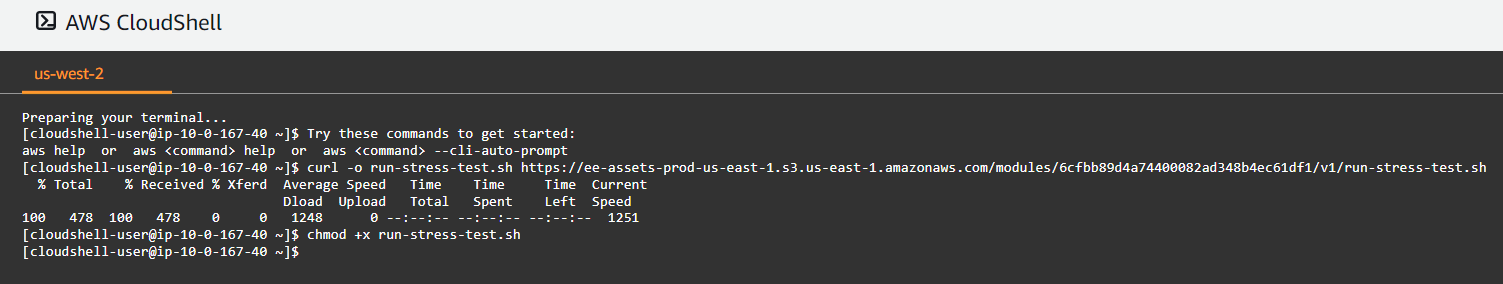 AWS CloudShell
us-west-2
Preparing your terminal...
[cloudshell-user@ip-10-0-167-40 ~]$ Try these commands to get started:
aws help  or  aws <command> help  or  aws <command> --cli-auto-prompt
[cloudshell-user@ip-10-0-167-40 ~]$ curl -o run-stress-test.sh https://ee-assets-prod-us-east-1.s3.us-east-1.amazonaws.com/modules/6cfbb89d4a74400082ad348b4ec61df1/v1/run-stress-test.sh
  % Total    % Received % Xferd  Average Speed   Time    Time     Time  Current
                                 Dload  Upload   Total   Spent    Left  Speed
100   478  100   478    0     0   1248      0 --:--:-- --:--:-- --:--:--  1251
[cloudshell-user@ip-10-0-167-40 ~]$ chmod +x run-stress-test.sh
[cloudshell-user@ip-10-0-167-40 ~]$